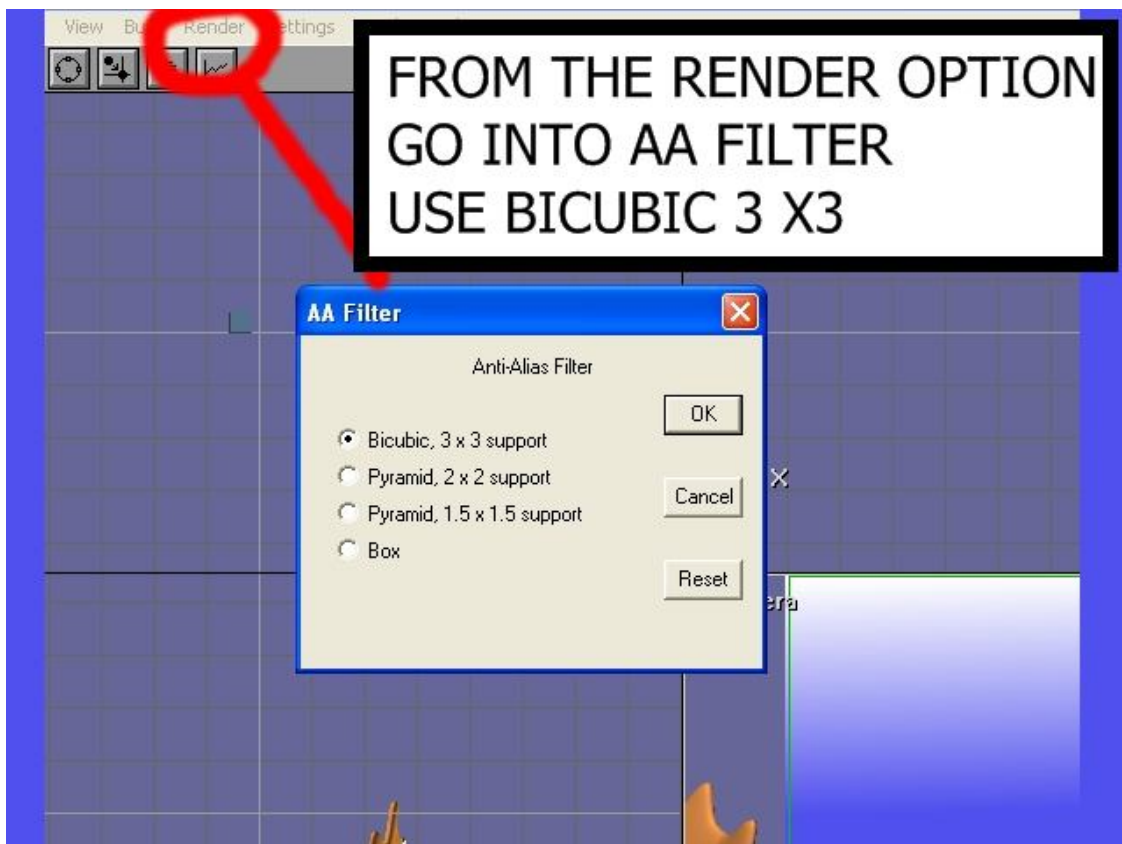 View Render
FROM THE RENDER OPTION
GO INTO AA FILTER
USE BICUBIC 3 X3
AA Filter
Anti-Alias Filter
OK
Bicubic, 3 x 3 support
Pyramid, 2 x 2 support
X
Cancel
Pyramid, 1.5 x 1.5 support
Box
Reset